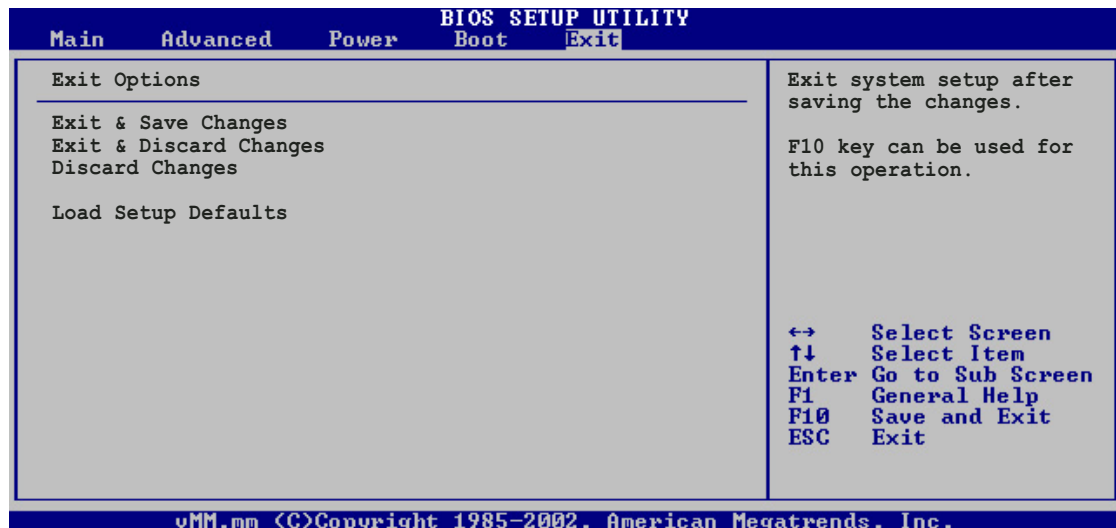 BIOS SETUP UTILITY
Main Advanced Power Boot Exit
Exit Options
Exit & Save Changes
Exit & Discard Changes
Discard Changes
Load Setup Defaults
Exit system setup after
saving the changes.
F10 key can be used for
this operation.
←→ Select Screen
↑↓ Select Item
Enter Go to Sub Screen
F1 General Help
F10 Save and Exit
ESC Exit
vMM.mm (C)Copyright 1985-2002, American Megatrends, Inc.